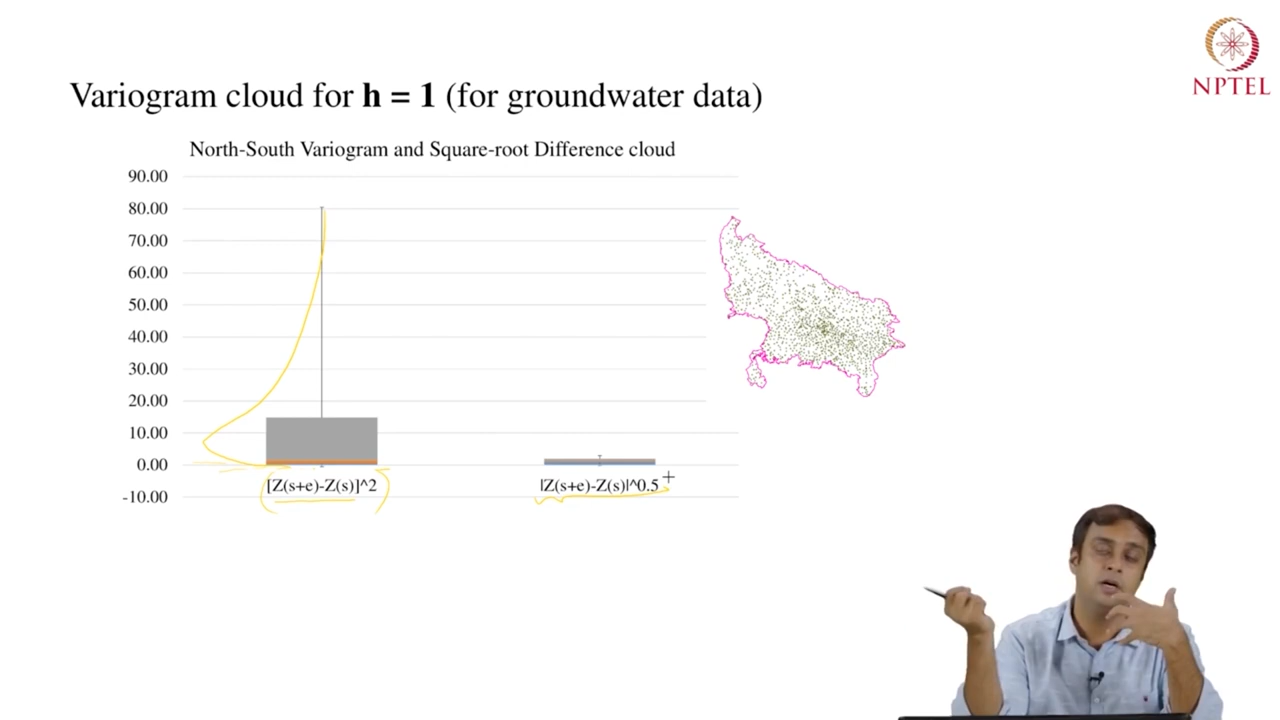 NPTEL
Variogram cloud for h = 1 (for groundwater data)
North-South Variogram and Square-root Difference cloud
90.00
80.00
70.00
60.00
50.00
40.00
30.00
20.00
10.00
0.00
-10.00
[Z(s+e)-Z(s)]^2
|Z(s+e)-Z(s)|^0.5